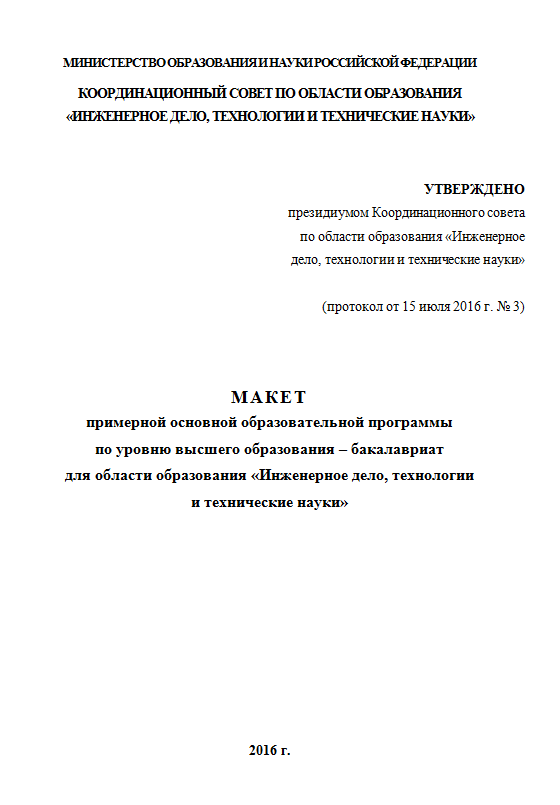 МИНИСТЕРСТВО ОБРАЗОВАНИЯ И НАУКИ РОССИЙСКОЙ ФЕДЕРАЦИИ
КООРДИНАЦИОННЫЙ СОВЕТ ПО ОБЛАСТИ ОБРАЗОВАНИЯ
«ИНЖЕНЕРНОЕ ДЕЛО, ТЕХНОЛОГИИ И ТЕХНИЧЕСКИЕ НАУКИ»
УТВЕРЖДЕНО
президиумом Координационного совета
по области образования «Инженерное
дело, технологии и технические науки»
(протокол от 15 июля 2016 г. № 3)
МАКЕТ
примерной основной образовательной программы
по уровню высшего образования – бакалавриат
для области образования «Инженерное дело, технологии
и технические науки»
2016 г.